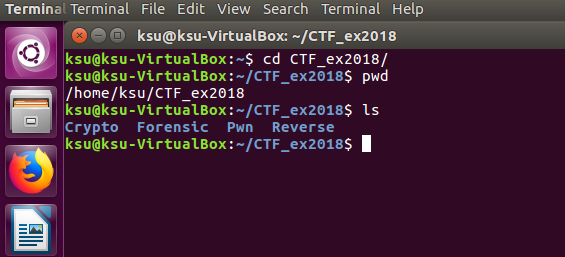 Terminal Terminal File Edit View Search Terminal Help
ksu@ksu-VirtualBox: ~/CTF_ex2018
ksu@ksu-VirtualBox:~$ cd CTF_ex2018/
ksu@ksu-VirtualBox:~/CTF_ex2018$ pwd
/home/ksu/CTF_ex2018
ksu@ksu-VirtualBox:~/CTF_ex2018$ ls
Crypto  Forensic  Pwn  Reverse
ksu@ksu-VirtualBox:~/CTF_ex2018$